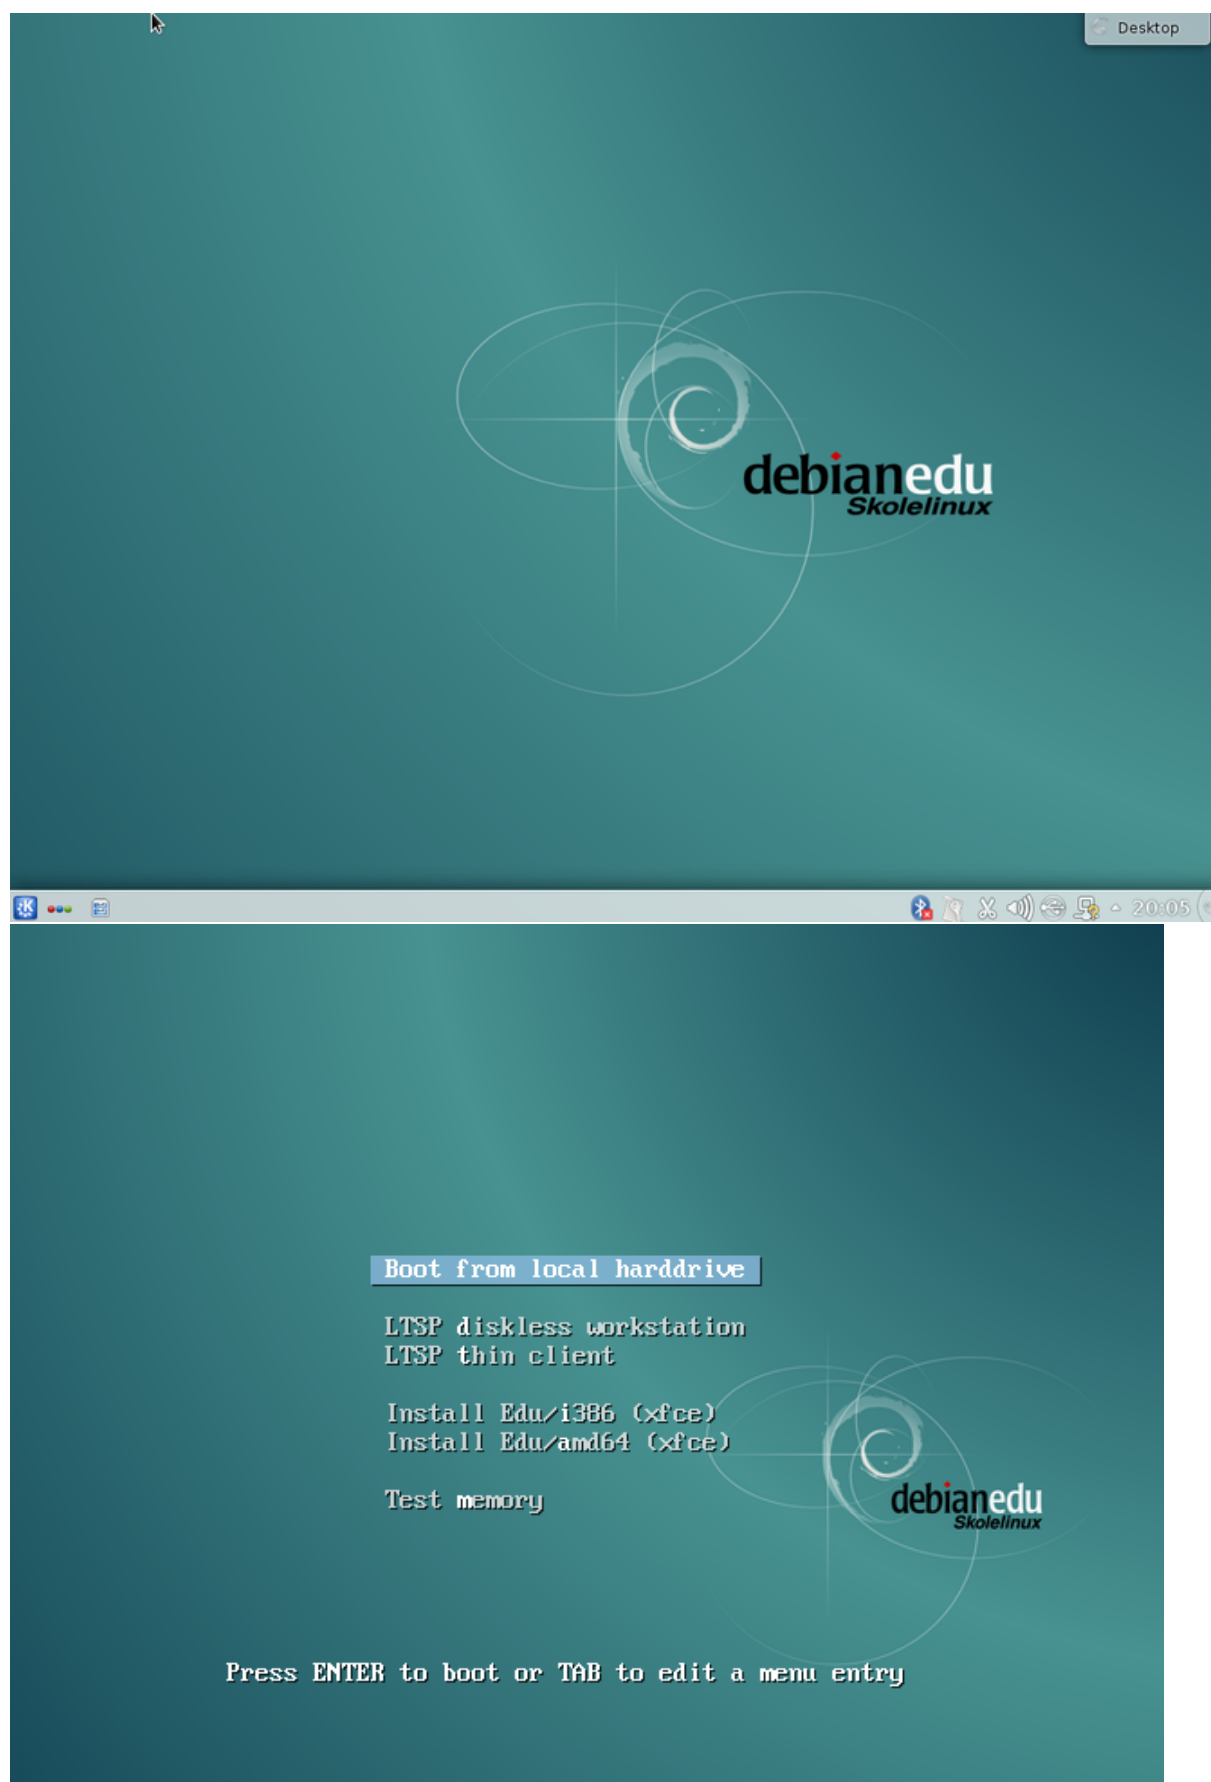 Desktop
debianedu
Skolelinux
20:05
Boot from local harddrive
LTSP diskless workstation
LTSP thin client
Install Edu/i386 (xfce)
Install Edu/amd64 (xfce)
Test memory
debianedu
Skolelinux
Press ENTER to boot or TAB to edit a menu entry